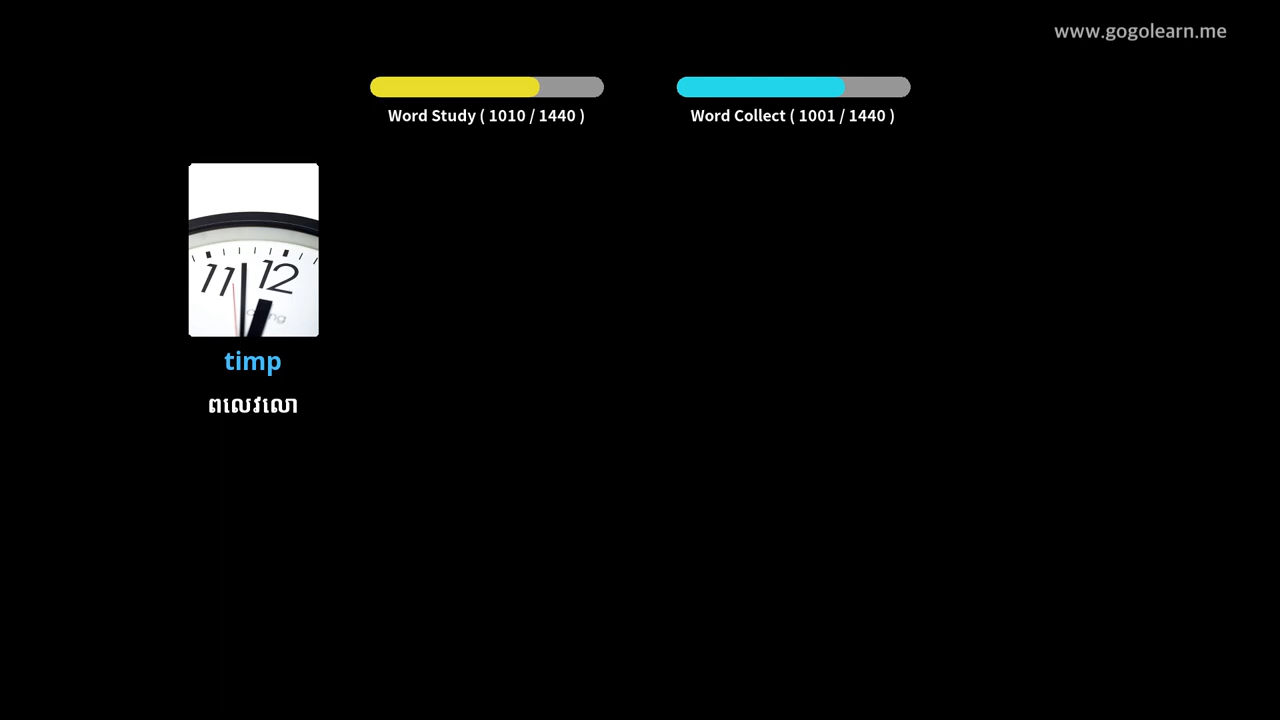 www.gogolearn.me
Word Study ( 1010 / 1440 )
Word Collect ( 1001 / 1440 )
11 12
timp
ពលេវលោ